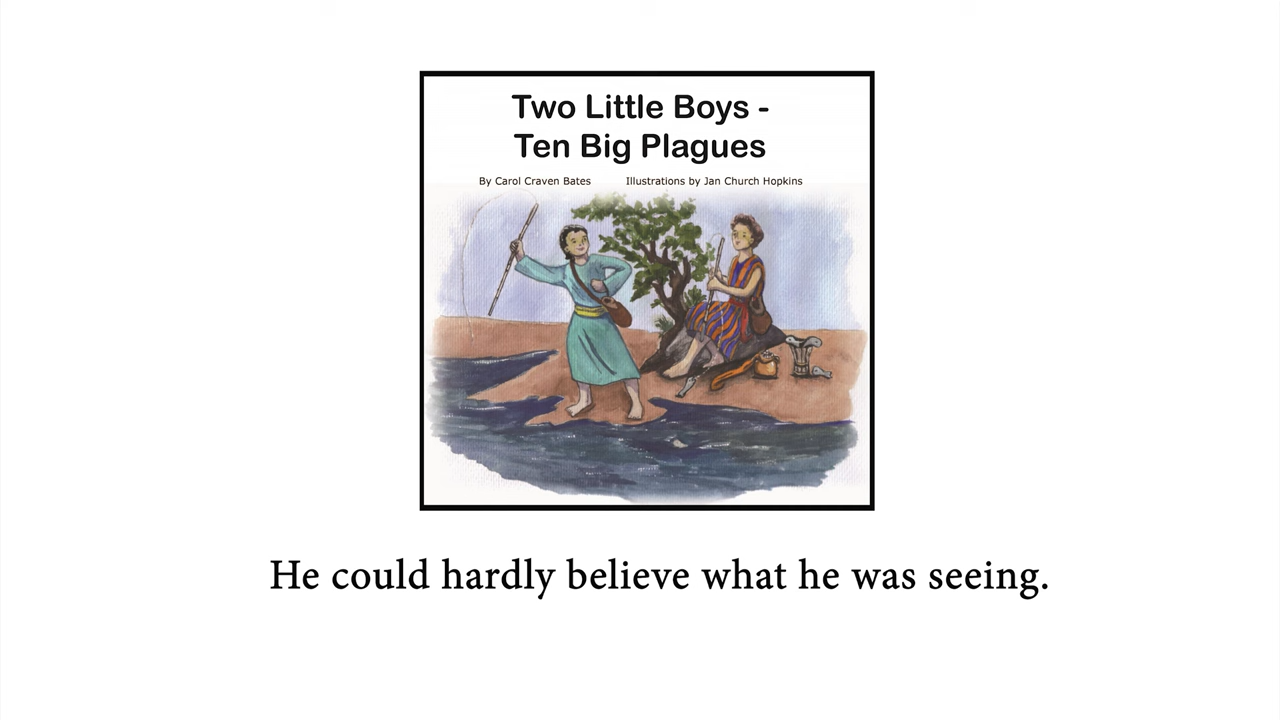 Two Little Boys -
Ten Big Plagues
By Carol Craven Bates Illustrations by Jan Church Hopkins
He could hardly believe what he was seeing.